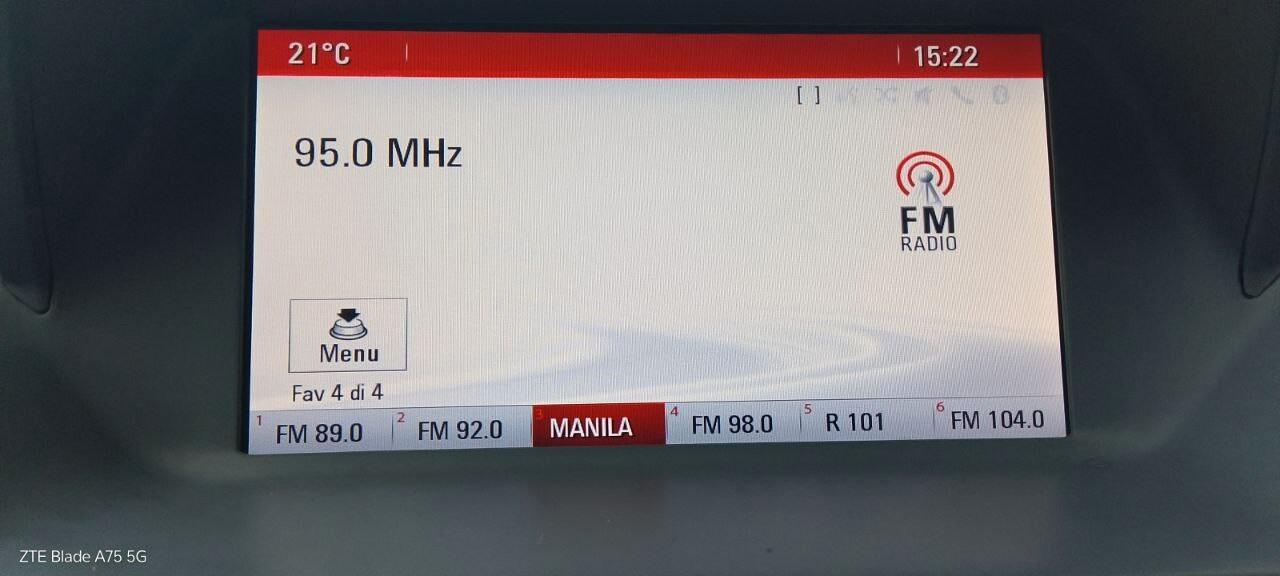 21°C 15:22
[ ]
95.0 MHz
FM
RADIO
Menu
Fav 4 di 4
1 FM 89.0 2 FM 92.0 3 MANILA 4 FM 98.0 5 R 101 6 FM 104.0
ZTE Blade A75 5G